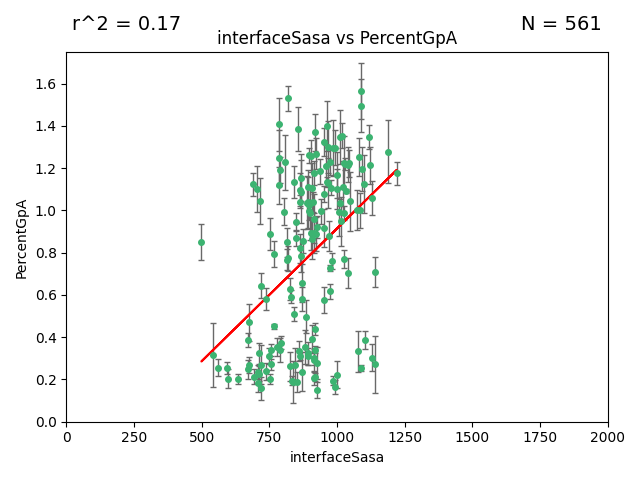 r^2 = 0.17
N = 561
interfaceSasa vs PercentGpA
PercentGpA
1.6
1.4
1.2
1.0
0.8
0.6
0.4
0.2
0.0
0 250 500 750 1000 1250 1500 1750 2000
interfaceSasa